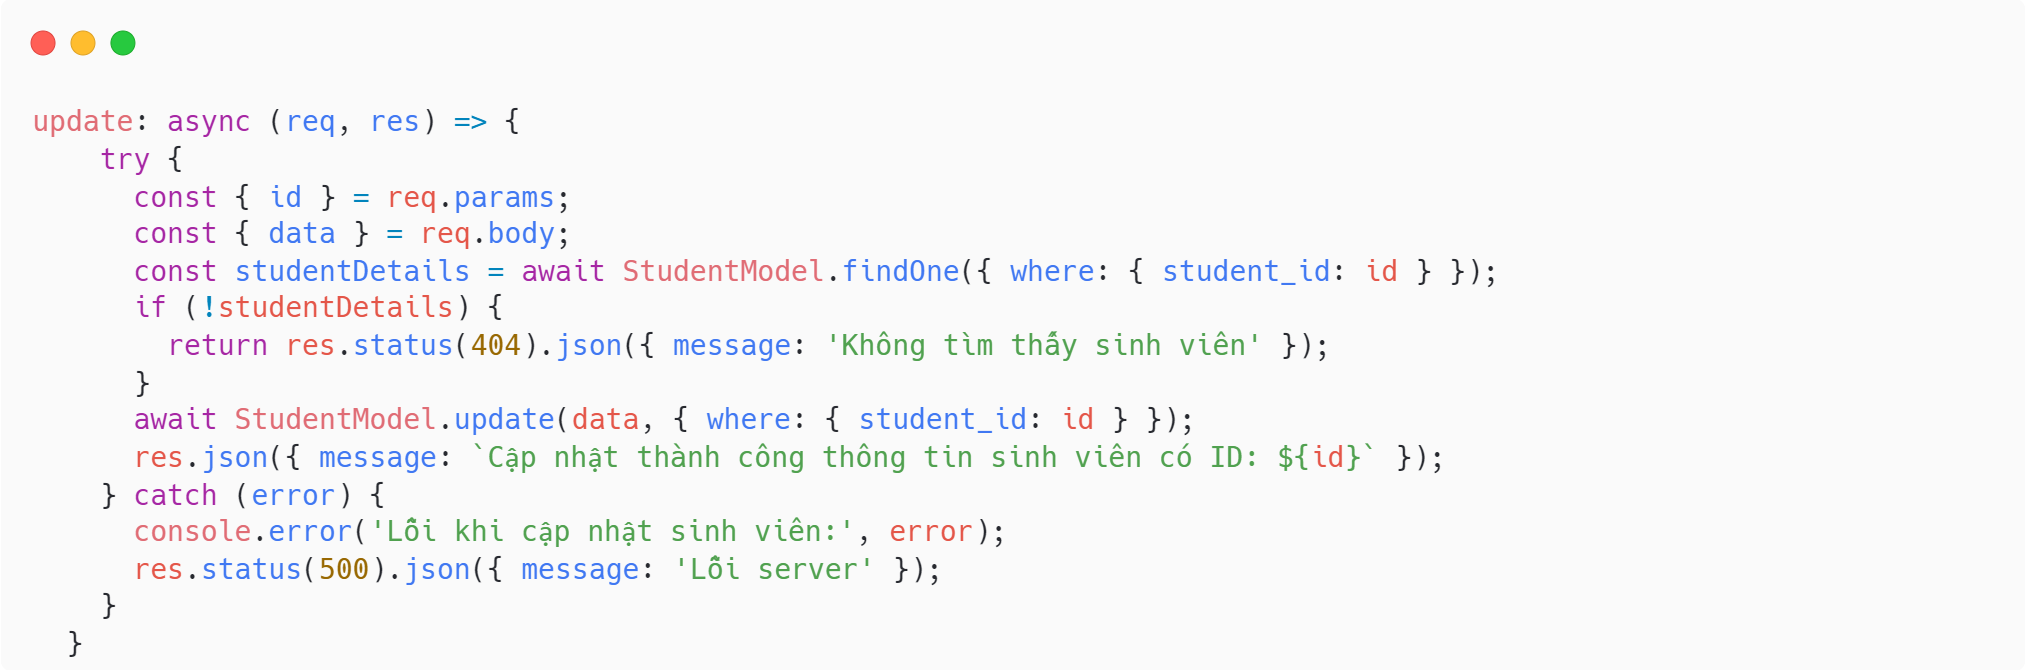 update: async (req, res) => {
    try {
      const { id } = req.params;
      const { data } = req.body;
      const studentDetails = await StudentModel.findOne({ where: { student_id: id } });
      if (!studentDetails) {
        return res.status(404).json({ message: 'Không tìm thấy sinh viên' });
      }
      await StudentModel.update(data, { where: { student_id: id } });
      res.json({ message: `Cập nhật thành công thông tin sinh viên có ID: ${id}` });
    } catch (error) {
      console.error('Lỗi khi cập nhật sinh viên:', error);
      res.status(500).json({ message: 'Lỗi server' });
    }
  }